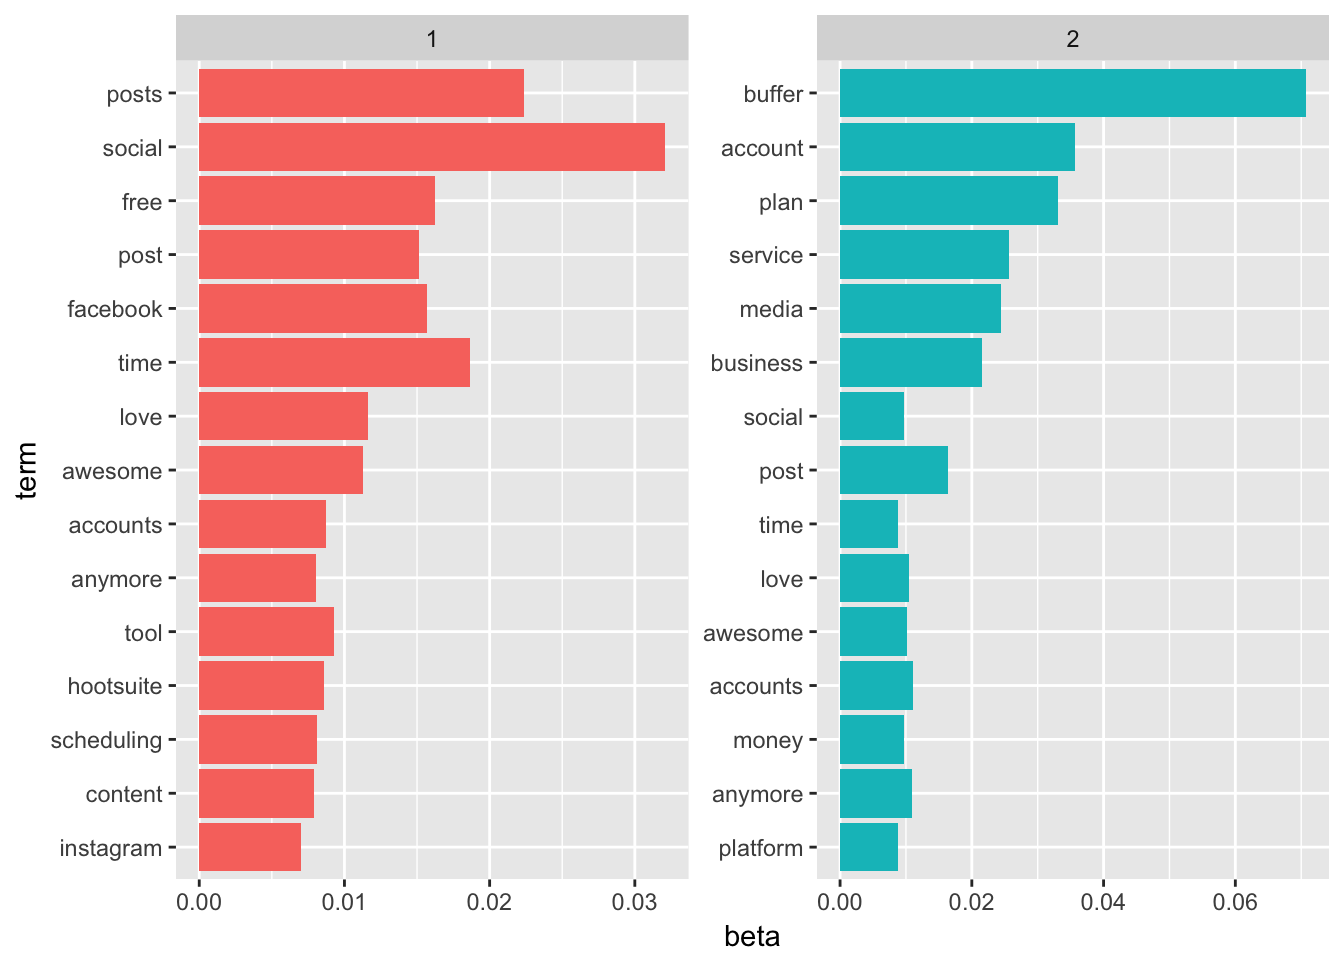 1
2
posts
social
free
post
facebook
time
love
awesome
accounts
anymore
tool
hootsuite
scheduling
content
instagram
buffer
account
plan
service
media
business
social
post
time
love
awesome
accounts
money
anymore
platform
term
0.00 0.01 0.02 0.03
0.00 0.02 0.04 0.06
beta